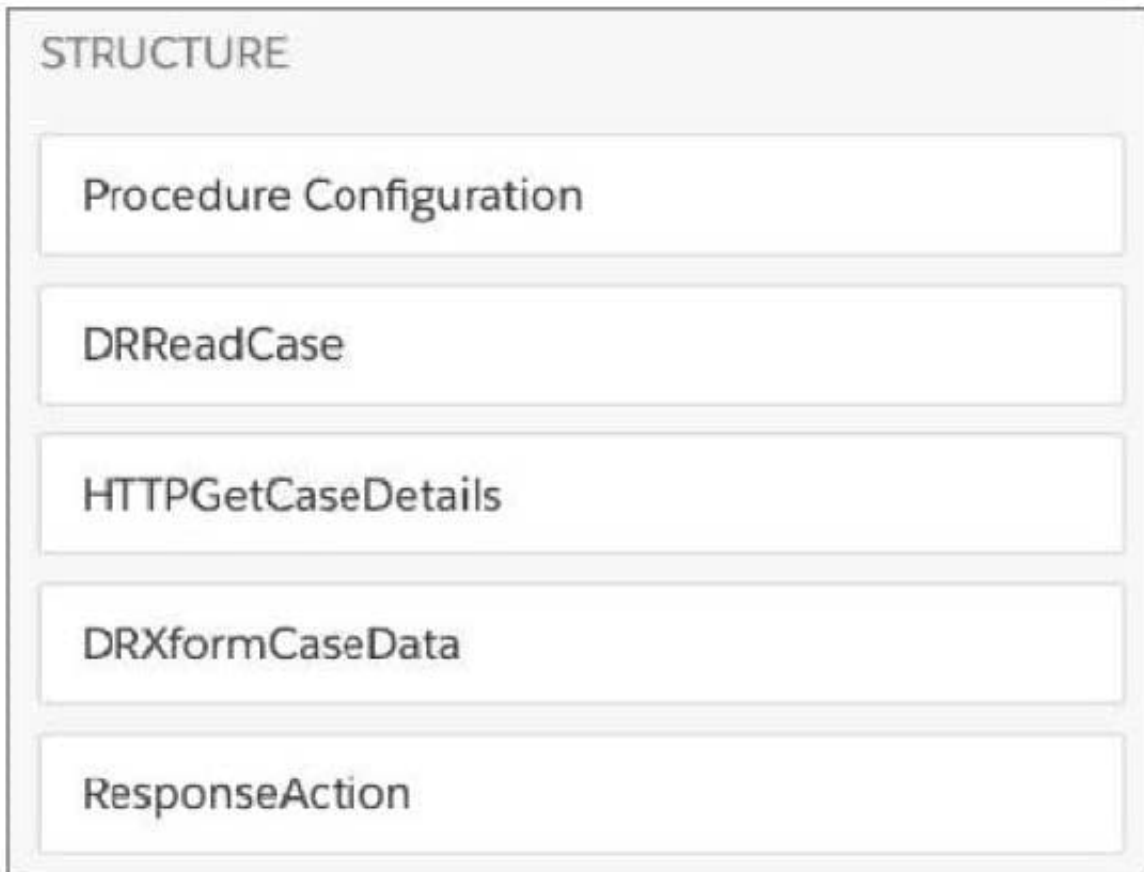 STRUCTURE
Procedure Configuration
DRReadCase
HTTPGetCaseDetails
DRXformCaseData
ResponseAction